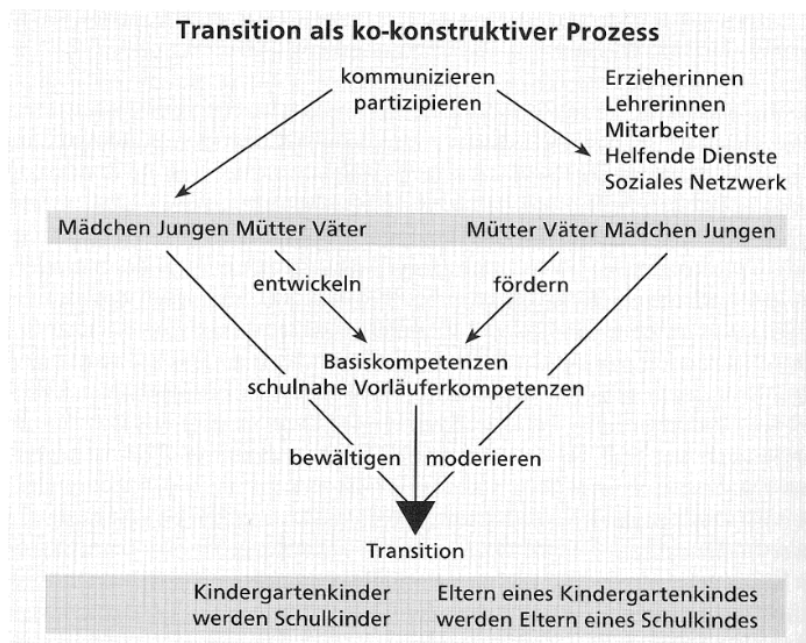 Transition als ko-konstruktiver Prozess
kommunizieren
partizipieren
Erzieherinnen
Lehrerinnen
Mitarbeiter
Helfende Dienste
Soziales Netzwerk
Mädchen Jungen Mütter Väter
Mütter Väter Mädchen Jungen
entwickeln
fördern
Basiskompetenzen
schulnahe Vorläuferkompetenzen
bewältigen
moderieren
Transition
Kindergartenkinder
werden Schulkinder
Eltern eines Kindergartenkindes
werden Eltern eines Schulkindes